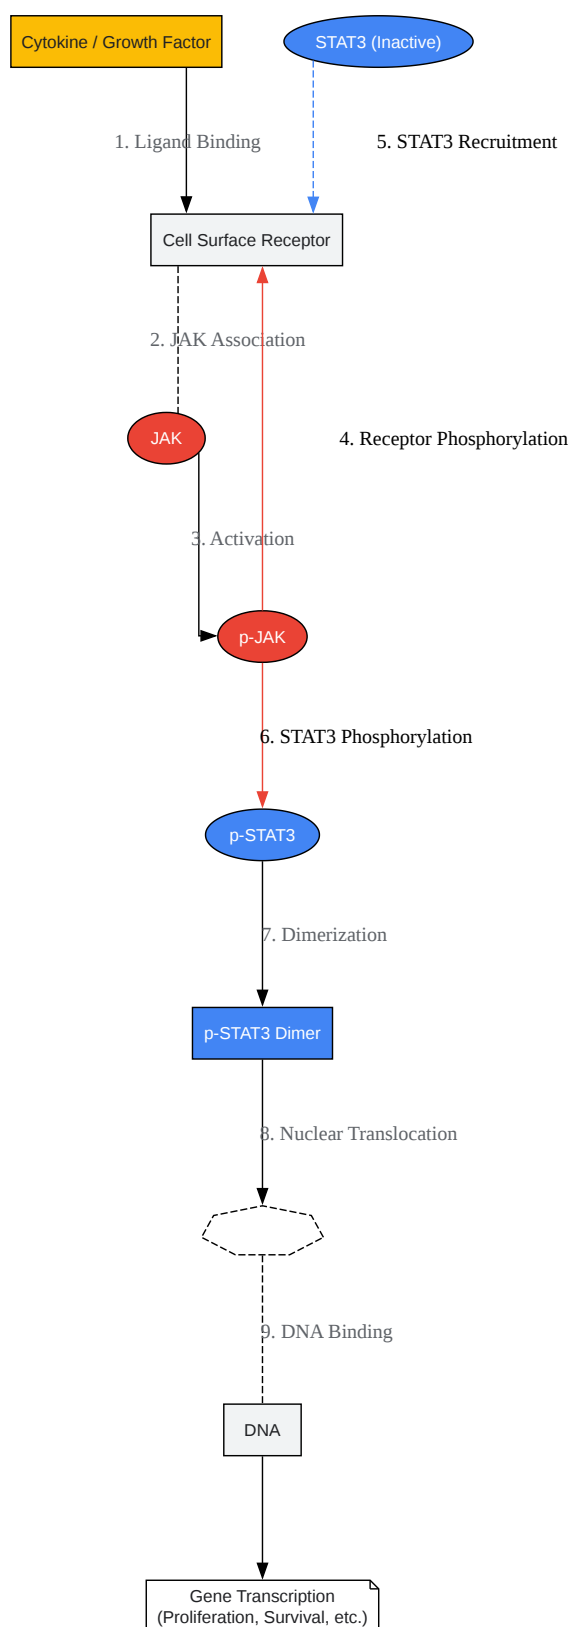 Cytokine / Growth Factor
STAT3 (Inactive)
1. Ligand Binding
5. STAT3 Recruitment
Cell Surface Receptor
2. JAK Association
JAK
4. Receptor Phosphorylation
3. Activation
p-JAK
6. STAT3 Phosphorylation
p-STAT3
7. Dimerization
p-STAT3 Dimer
8. Nuclear Translocation
9. DNA Binding
DNA
Gene Transcription
(Proliferation, Survival, etc.)